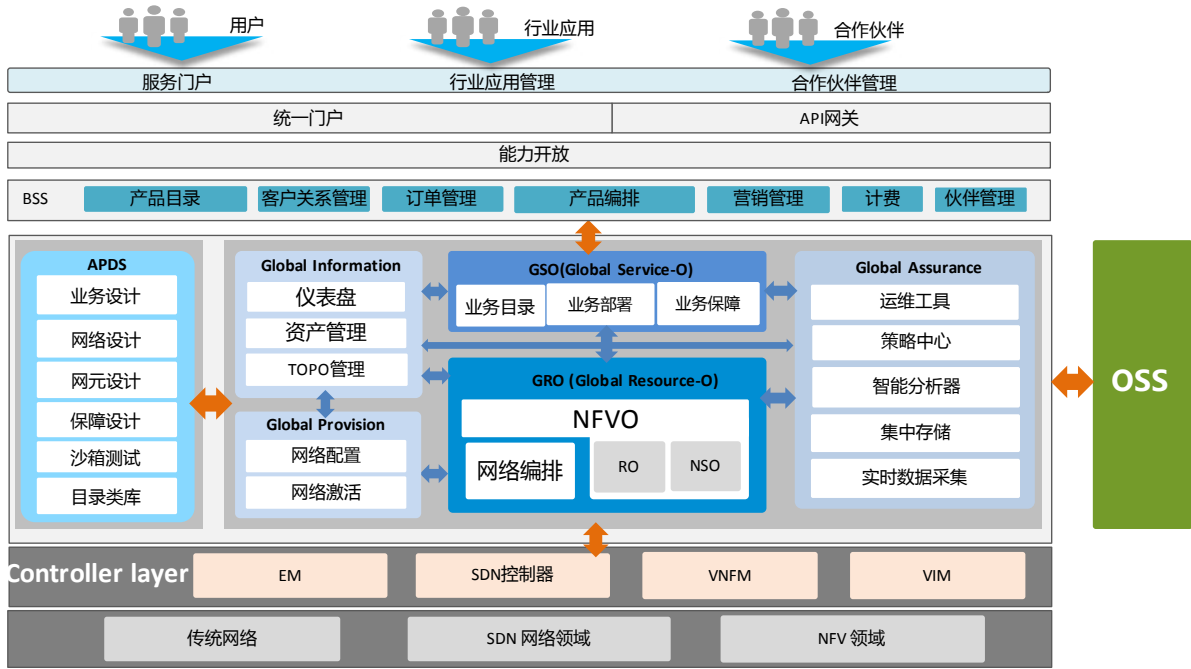 用户
行业应用
合作伙伴
服务门户
行业应用管理
合作伙伴管理
统一门户
API网关
能力开放
BSS
产品目录
客户关系管理
订单管理
产品编排
营销管理
计费
伙伴管理
APDS
业务设计
网络设计
网元设计
保障设计
沙箱测试
目录类库
Global Information
仪表盘
资产管理
TOPO管理
Global Provision
网络配置
网络激活
GSO(Global Service-O)
业务目录
业务部署
业务保障
GRO (Global Resource-O)
NFVO
网络编排
RO
NSO
Global Assurance
运维工具
策略中心
智能分析器
集中存储
实时数据采集
OSS
Controller layer
EM
SDN控制器
VNFM
VIM
传统网络
SDN 网络领域
NFV 领域